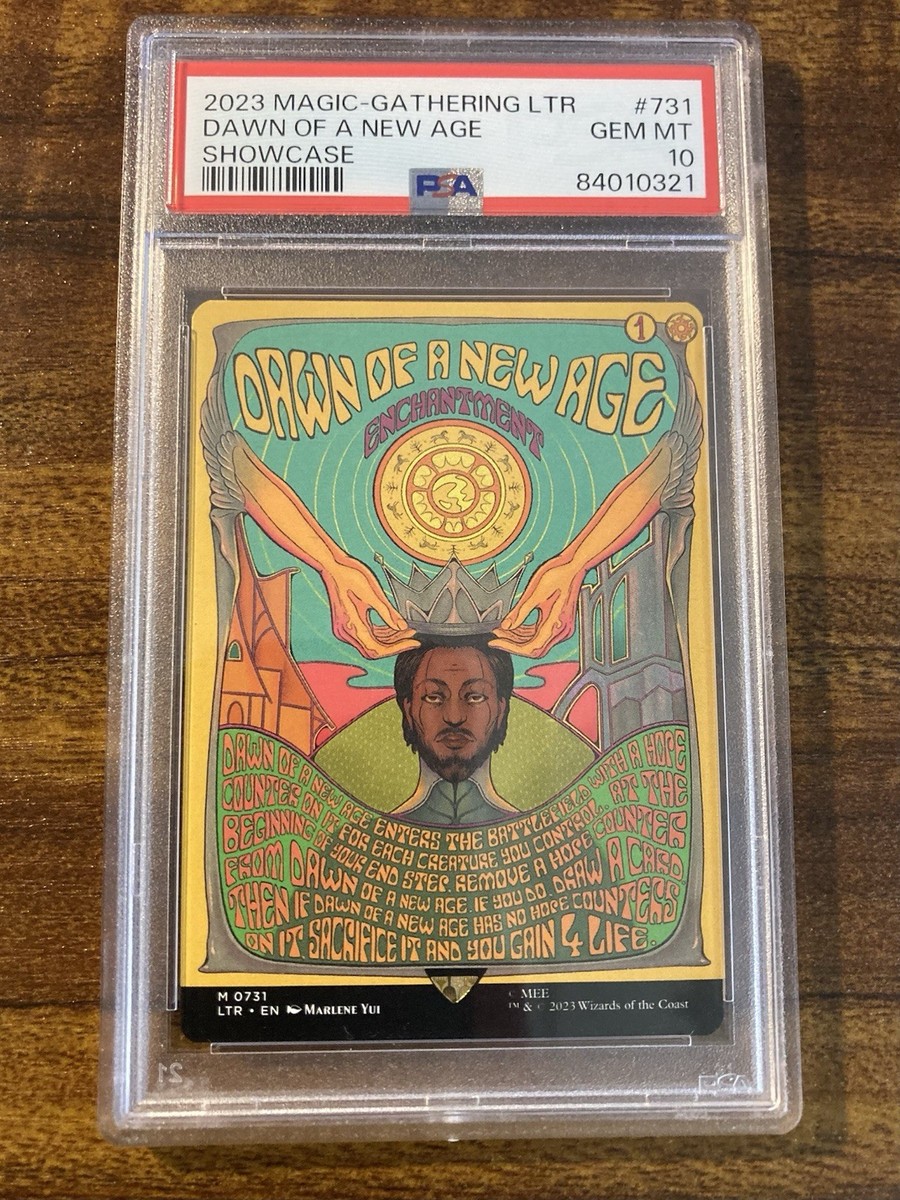 2023 MAGIC-GATHERING LTR #731
DAWN OF A NEW AGE GEM MT
SHOWCASE 10
PSA 84010321
1
DAWN OF A NEW AGE
ENCHANTMENT
DAWN OF A NEW AGE ENTERS THE BATTLEFIELD WITH A HOPE
COUNTER ON IT FOR EACH CREATURE YOU CONTROL. AT THE
BEGINNING OF YOUR END STEP, REMOVE A HOPE COUNTER
FROM DAWN OF A NEW AGE. IF YOU DO, DRAW A CARD.
THEN IF DAWN OF A NEW AGE HAS NO HOPE COUNTERS
ON IT SACRIFICE IT AND YOU GAIN 4 LIFE.
M 0731 © MEE
LTR • EN MARLENE YUI ™ & © 2023 Wizards of the Coast
21 PSA